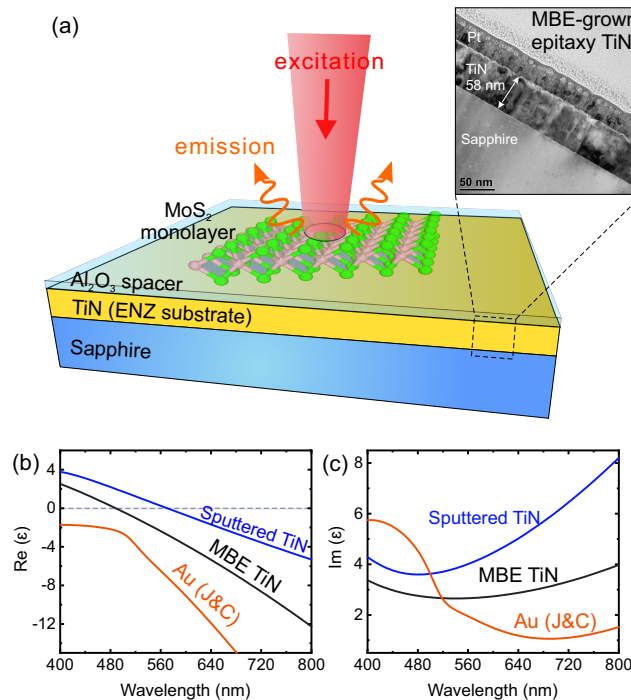 (a)
excitation
emission
MoS₂
monolayer
Al₂O₃ spacer
TiN (ENZ substrate)
Sapphire
MBE-grown
epitaxy TiN
Pt
TiN
58 nm
Sapphire
50 nm
(b)
4
0
-4
-8
-12
Re (ε)
Sputtered TiN
MBE TiN
Au (J&C)
400 480 560 640 720 800
Wavelength (nm)
(c)
8
6
4
2
Im (ε)
Sputtered TiN
MBE TiN
Au (J&C)
400 480 560 640 720 800
Wavelength (nm)